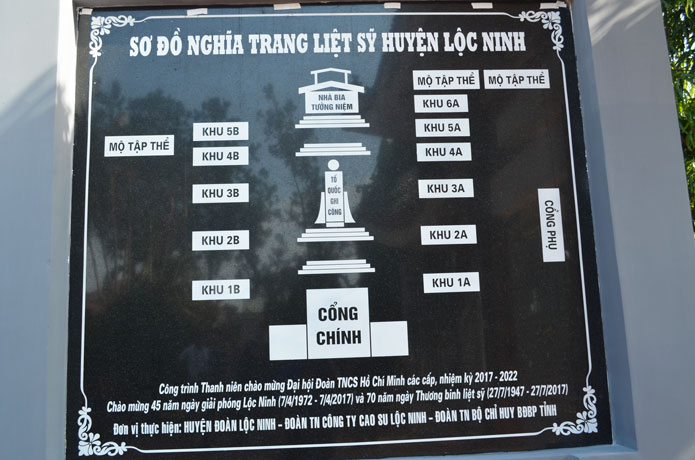 SƠ ĐỒ NGHĨA TRANG LIỆT SỸ HUYỆN LỘC NINH
MỘ TẬP THỂ
MỘ TẬP THỂ
NHÀ BIA
TƯỞNG NIỆM
KHU 6A
KHU 5B
KHU 5A
MỘ TẬP THỂ
KHU 4B
KHU 4A
TỔ
QUỐC
GHI
CÔNG
KHU 3B
KHU 3A
CỔNG PHỤ
KHU 2B
KHU 2A
KHU 1B
KHU 1A
CỔNG
CHÍNH
Công trình Thanh niên chào mừng Đại hội Đoàn TNCS Hồ Chí Minh các cấp, nhiệm kỳ 2017 - 2022
Chào mừng 45 năm ngày giải phóng Lộc Ninh (7/4/1972 - 7/4/2017) và 70 năm ngày Thương binh liệt sỹ (27/7/1947 - 27/7/2017)
Đơn vị thực hiện: HUYỆN ĐOÀN LỘC NINH - ĐOÀN TN CÔNG TY CAO SU LỘC NINH - ĐOÀN TN BỘ CHỈ HUY BĐBP TỈNH